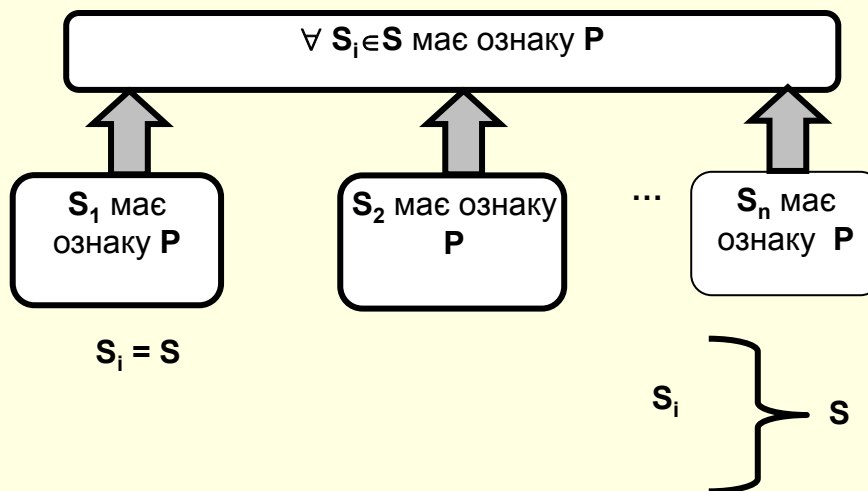 ∀ Sᵢ∈S має ознаку P
S₁ має
ознаку P
S₂ має ознаку
P
...
Sₙ має
ознаку P
Sᵢ = S
Sᵢ
S